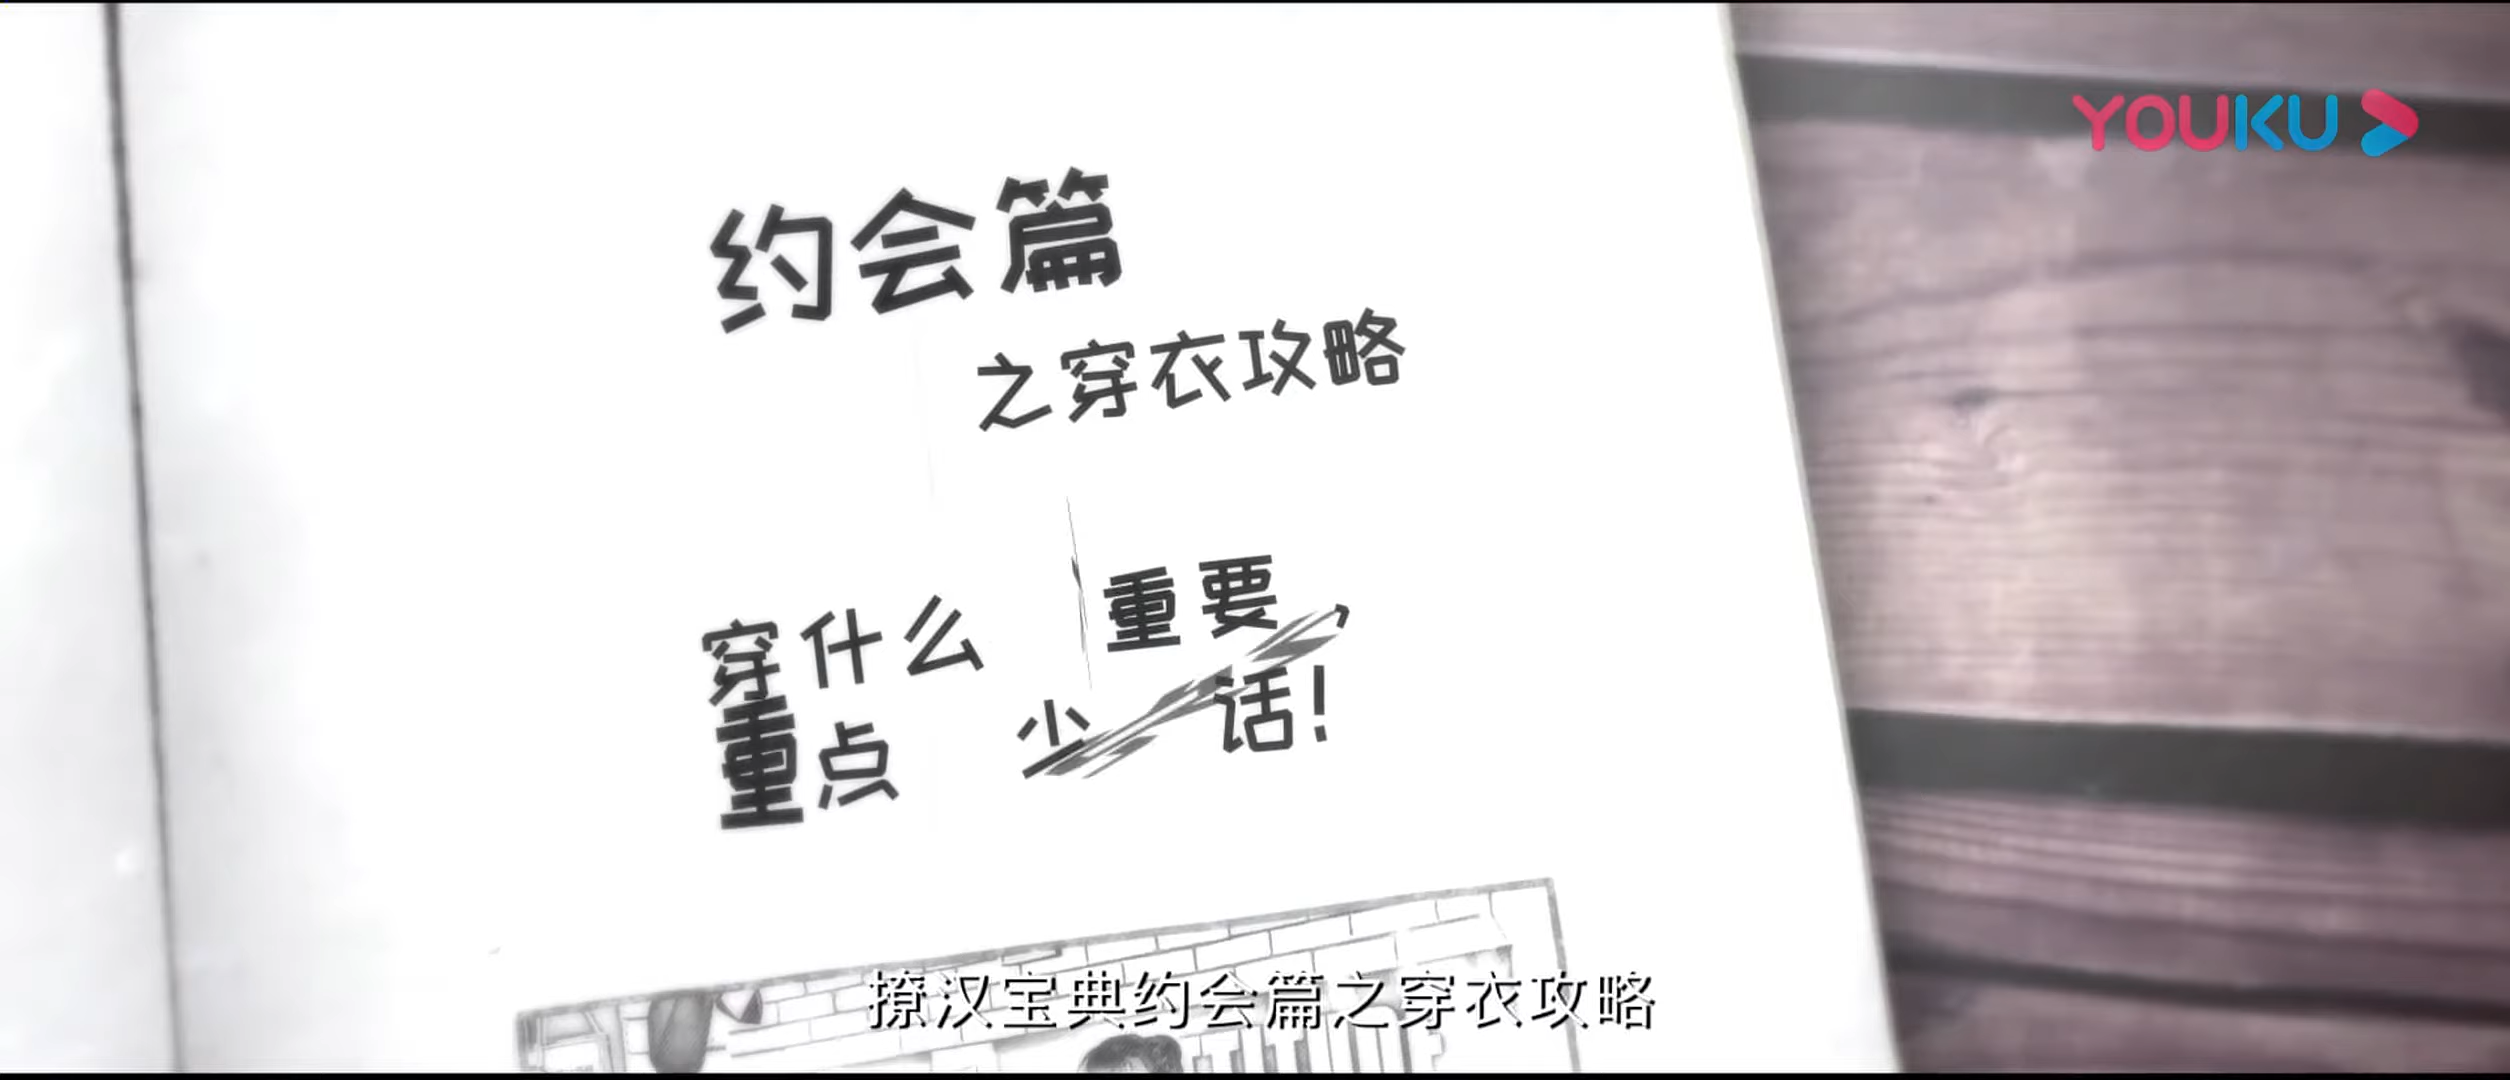 YOUKU
约会篇
之穿衣攻略
穿什么 重要,
重点 少 话!
撩汉宝典约会篇之穿衣攻略